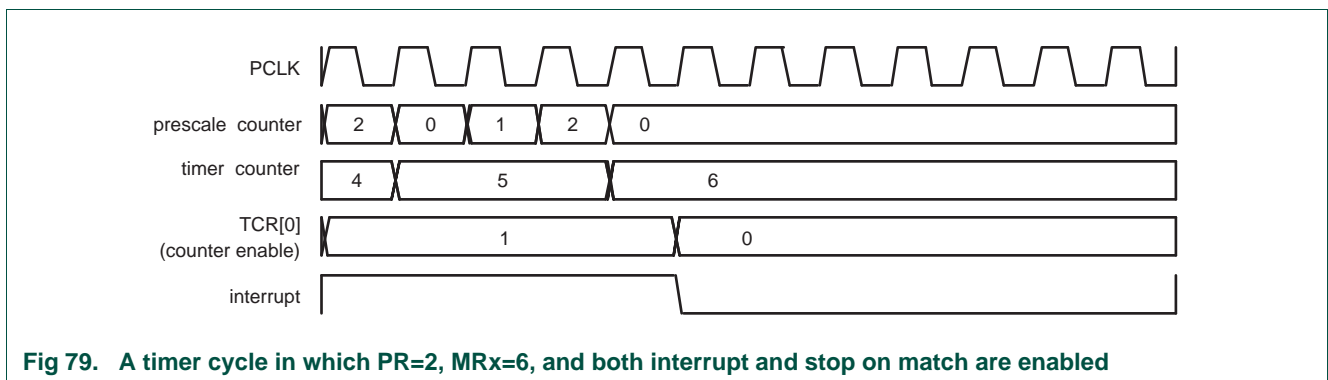 PCLK
prescale counter 2 0 1 2 0
timer counter 4 5 6
TCR[0]
(counter enable) 1 0
interrupt
Fig 79. A timer cycle in which PR=2, MRx=6, and both interrupt and stop on match are enabled